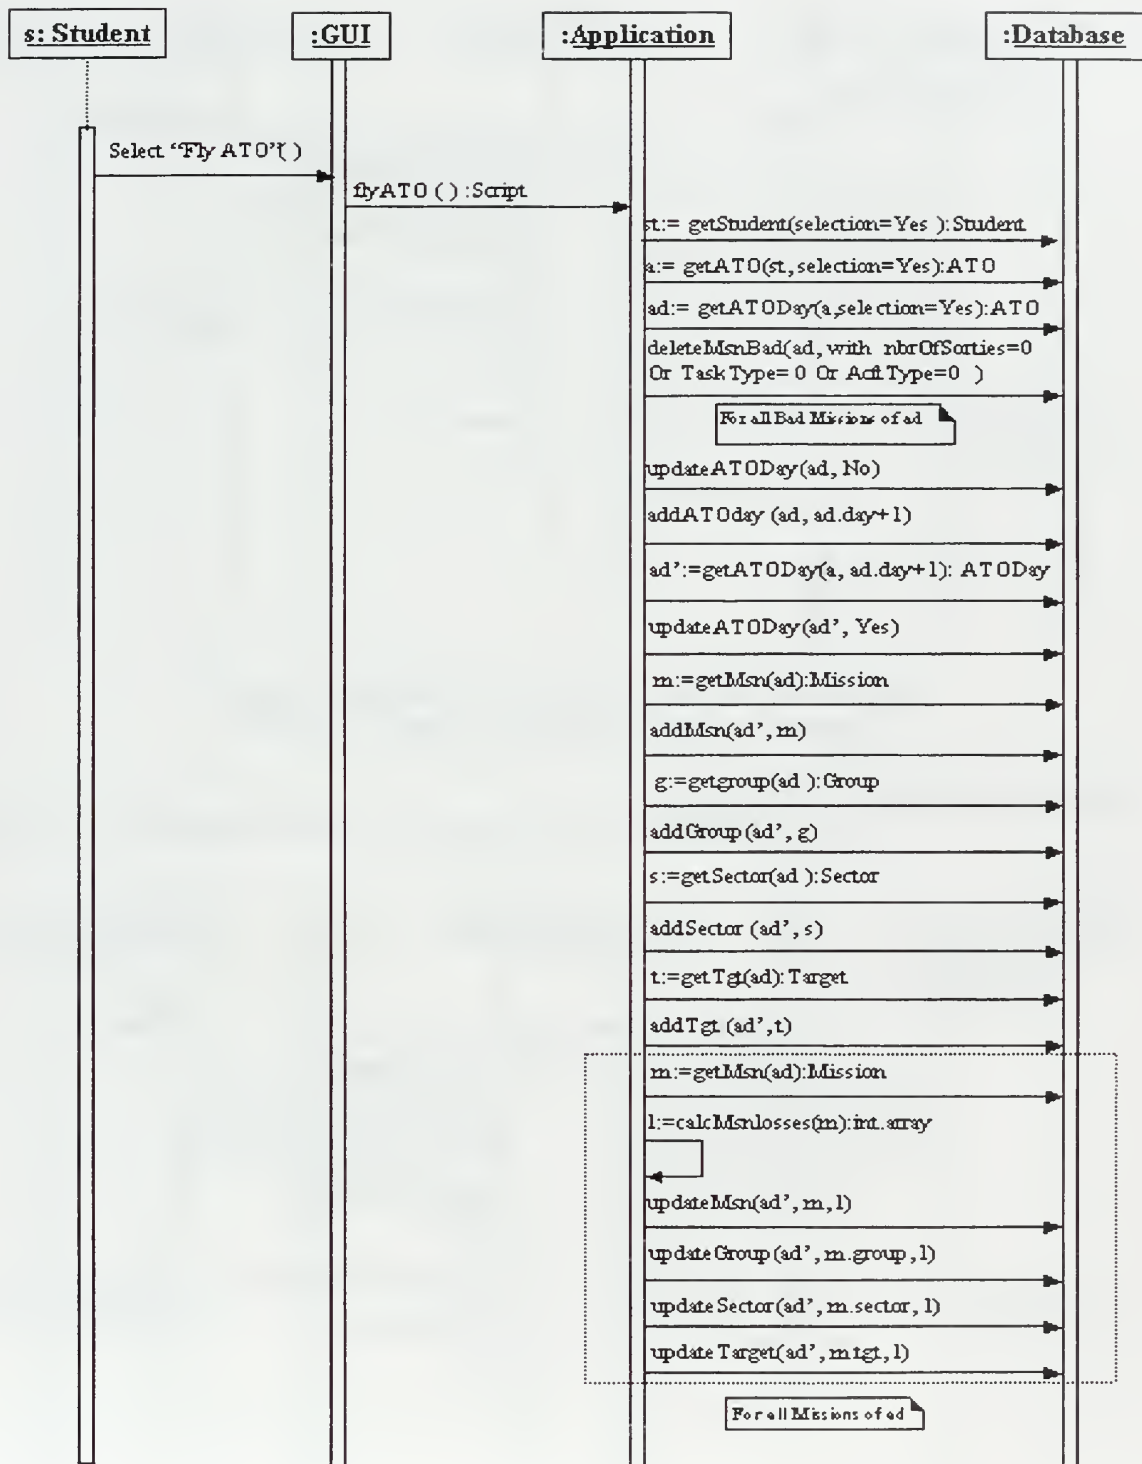 s: Student
:GUI
:Application
:Database
Select “Fly ATO”( )
flyATO ( ) :Script
st:= getStudent(selection=Yes ):Student
a:= getATO(st,selection=Yes):ATO
ad:= getATODay(a,selection=Yes):ATO
deleteMsnBad(ad, with nbrOfSorties=0
Or TaskType= 0 Or AcftType=0 )
For all Bad Missions of ad
updateATODay(ad, No)
addATOday (ad, ad.day+1)
ad’:=getATODay(a, ad.day+1): ATODay
updateATODay(ad’, Yes)
m:=getMsn(ad):Mission
addMsn(ad’, m)
g:=getgroup(ad ):Group
addGroup(ad’, g)
s:=getSector(ad ):Sector
addSector (ad’, s)
t:=getTgt(ad): Target
addTgt (ad’,t)
m:=getMsn(ad):Mission
l:=calcMsnlosses(m):int.array
updateMsn(ad’, m, l)
updateGroup(ad’, m.group, l)
updateSector(ad’, m.sector, l)
updateTarget(ad’, m.tgt, l)
For all Missions of ad